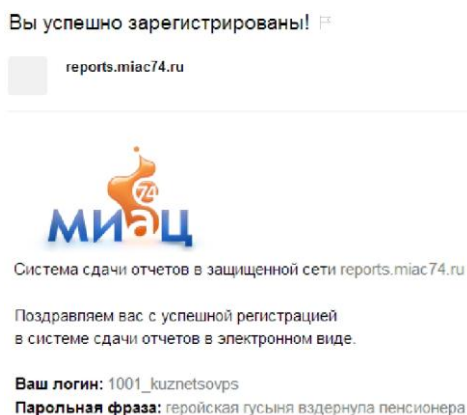 Вы успешно зарегистрированы!
reports.miac74.ru
74
МИАЦ
Система сдачи отчетов в защищенной сети reports.miac74.ru
Поздравляем вас с успешной регистрацией
в системе сдачи отчетов в электронном виде.
Ваш логин: 1001_kuznetsovps
Парольная фраза: геройская гусыня вздернула пенсионера